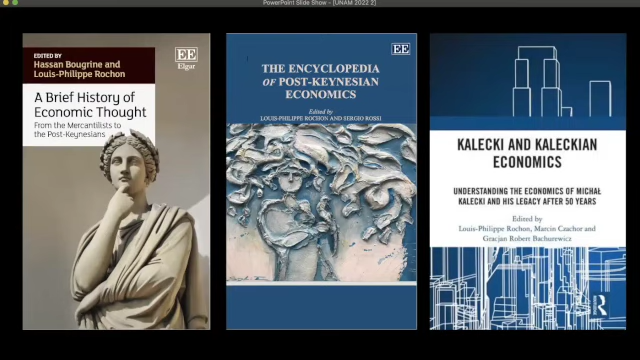 PowerPoint Slide Show - [UNAM 2022 2]
EDITED BY
Hassan Bougrine and
Louis-Philippe Rochon
EE
Elgar
A Brief History of
Economic Thought
From the Mercantilists to
the Post-Keynesians
EE
THE ENCYCLOPEDIA
OF POST-KEYNESIAN
ECONOMICS
Edited by
LOUIS-PHILIPPE ROCHON AND SERGIO ROSSI
KALECKI AND KALECKIAN
ECONOMICS
UNDERSTANDING THE ECONOMICS OF MICHAŁ
KALECKI AND HIS LEGACY AFTER 50 YEARS
Edited by
Louis-Philippe Rochon, Marcin Czachor and
Gracjan Robert Bachurewicz
R